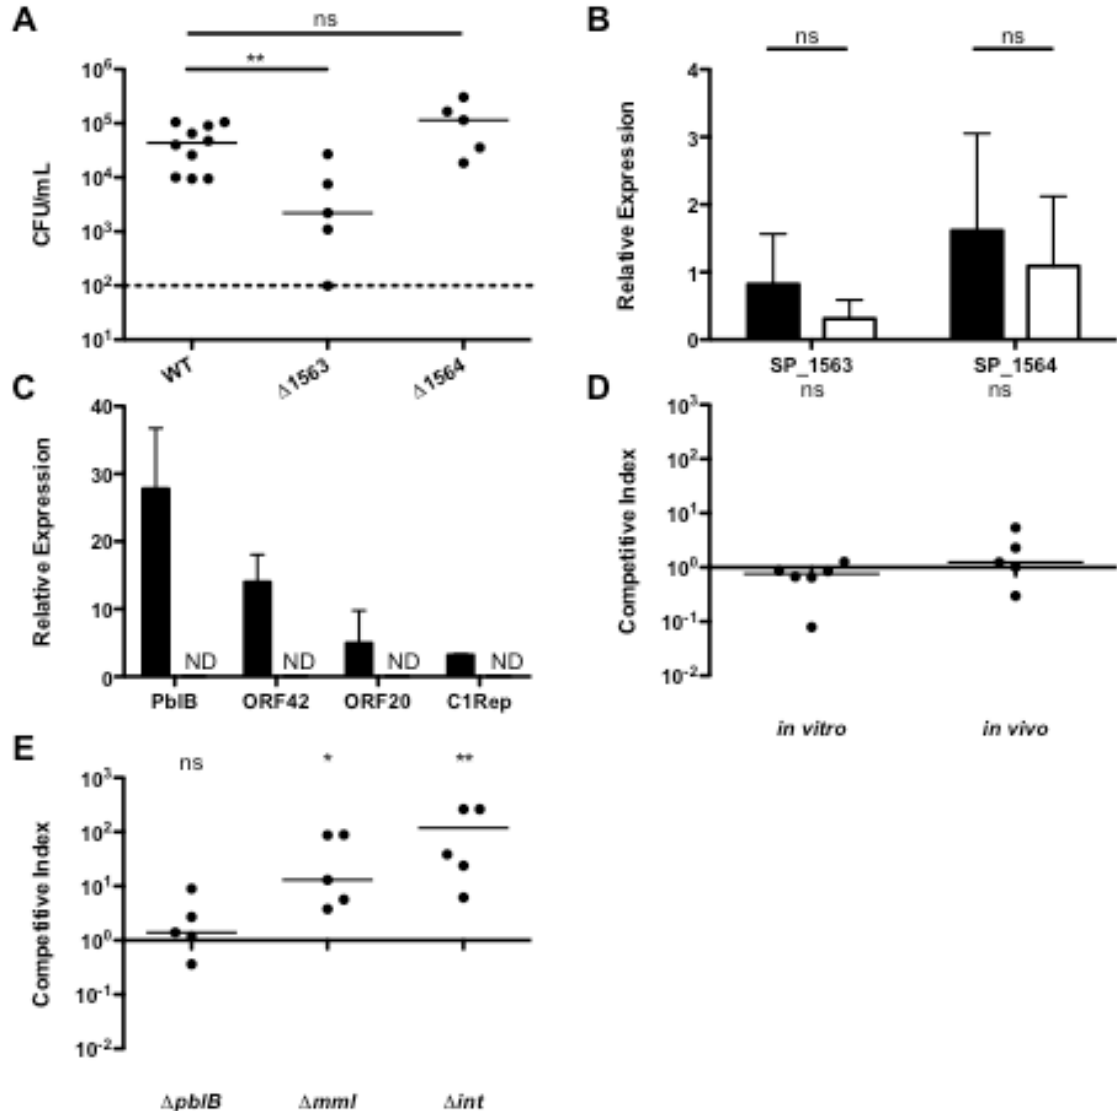 A
ns
**
10^6
10^5
10^4
10^3
10^2
10^1
CFU/mL
WT
Δ1563
Δ1564
B
ns
ns
4
3
2
1
0
Relative Expression
SP_1563
SP_1564
C
40
30
20
10
0
Relative Expression
ND
ND
ND
ND
PblB
ORF42
ORF20
C1Rep
D
ns
ns
10^3
10^2
10^1
10^0
10^-1
10^-2
Competitive Index
in vitro
in vivo
E
ns
*
**
10^3
10^2
10^1
10^0
10^-1
10^-2
Competitive Index
ΔpblB
Δmml
Δint